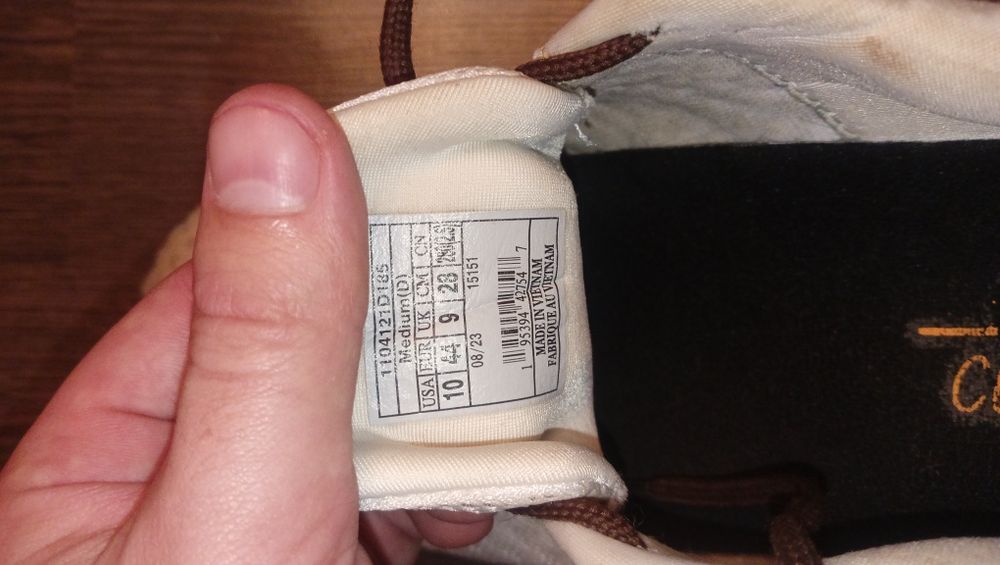 1104121D185
Medium(D)
USA EUR UK CM CN
10 44 9 28
08/23 15151
1 95394 42754 7
MADE IN VIETNAM
FABRIQUE AU VIETNAM